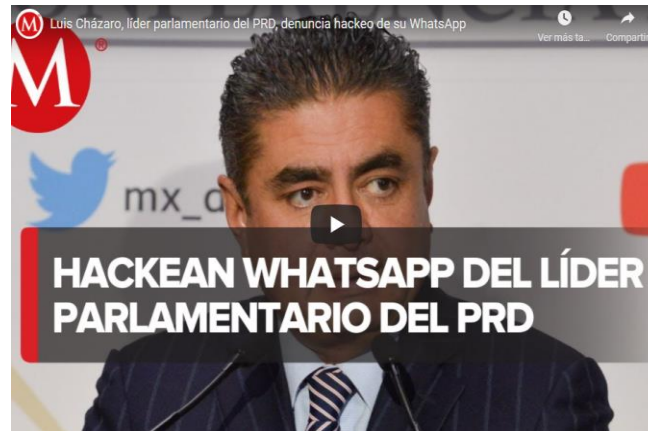 M
Luis Cházaro, líder parlamentario del PRD, denuncia hackeo de su WhatsApp
Ver más ta...
Compartir
M
®
mx_d
HACKEAN WHATSAPP DEL LÍDER
PARLAMENTARIO DEL PRD